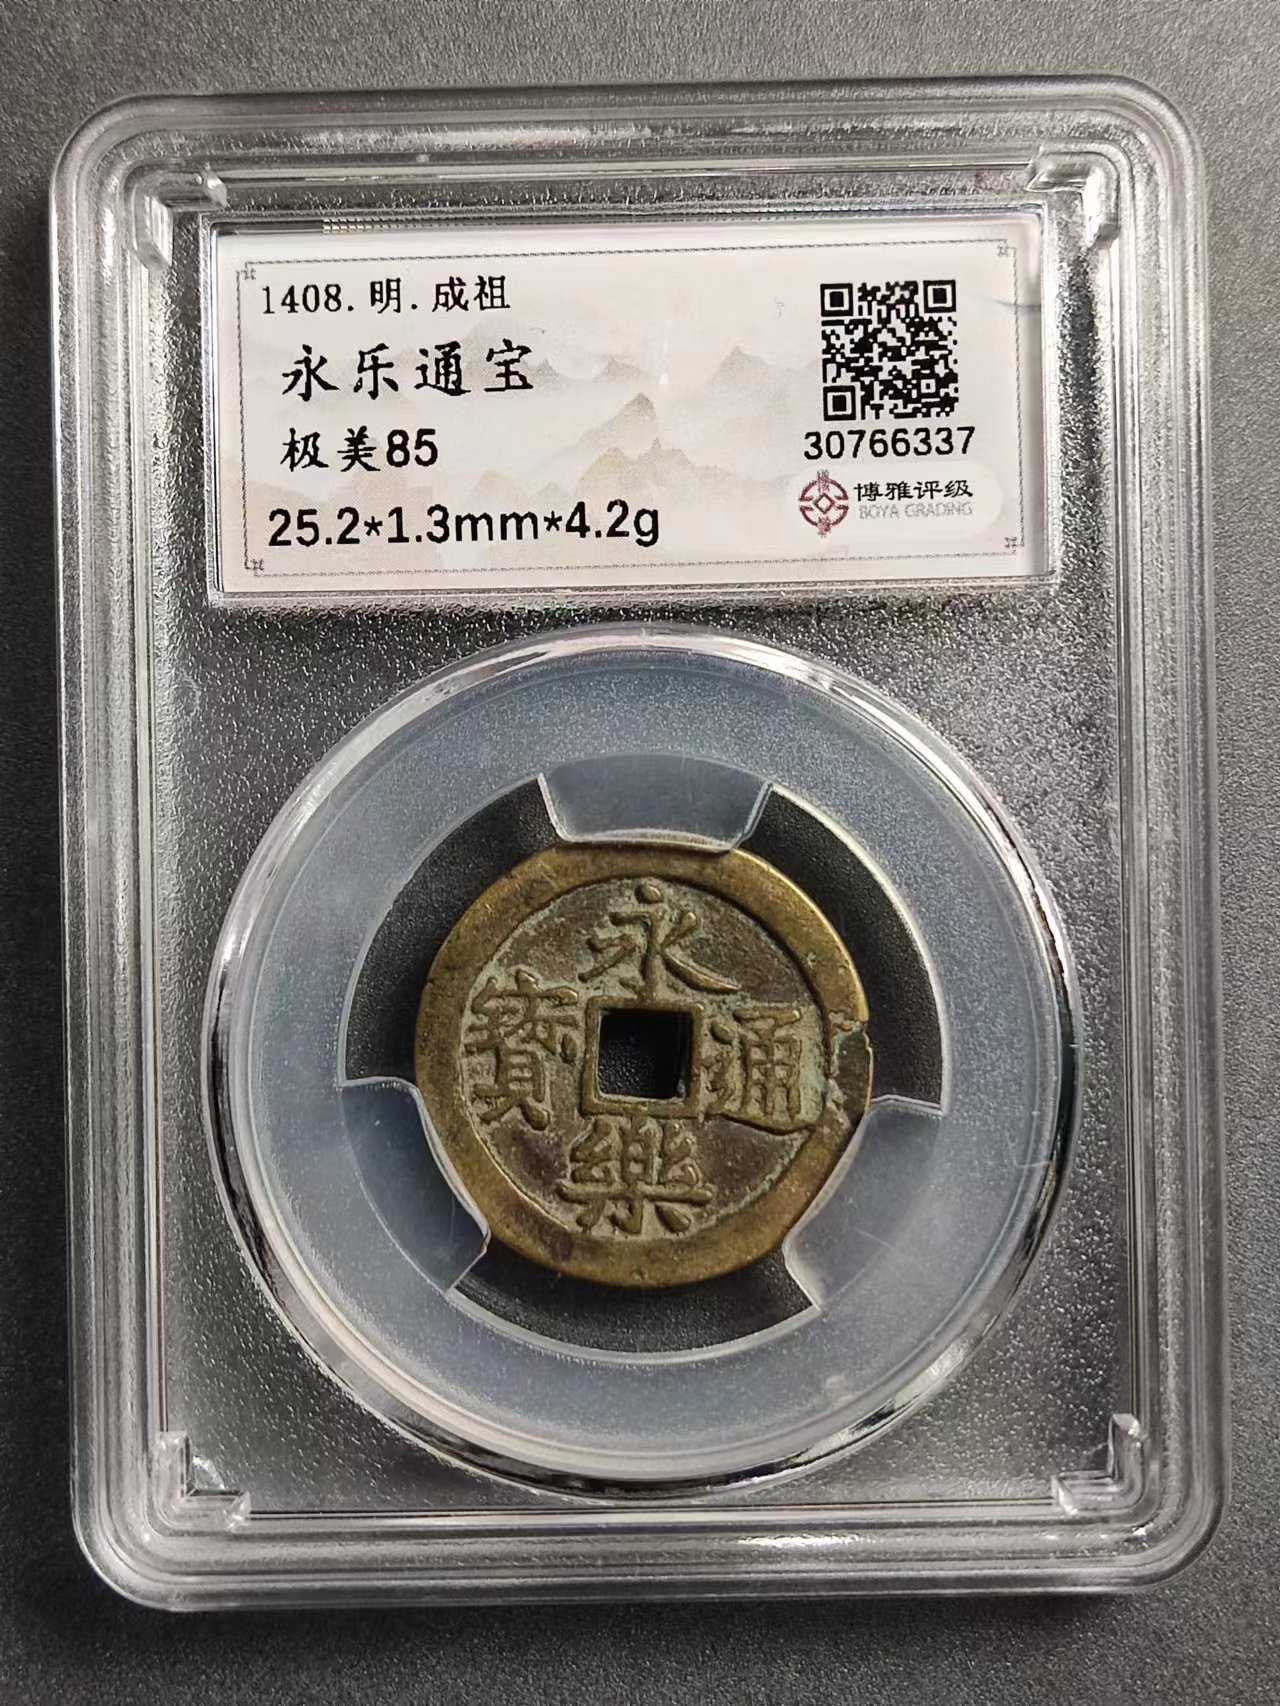 1408.明.成祖
永乐通宝
极美85
25.2*1.3mm*4.2g
30766337
博雅评级
BOYA GRADING
永樂通寶